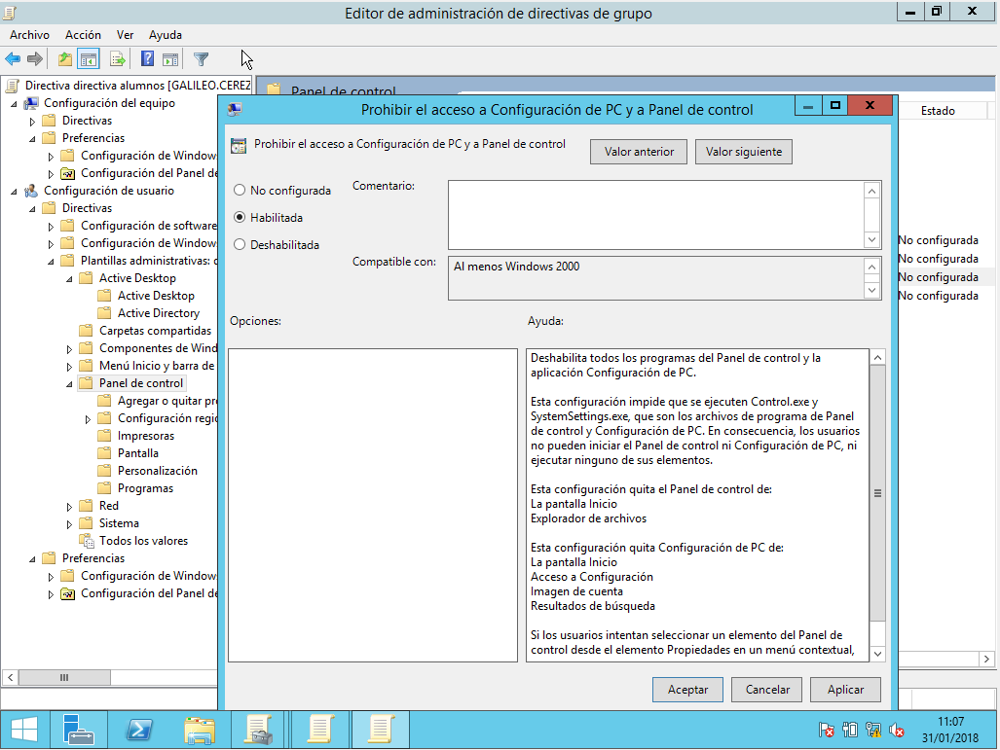 Editor de administración de directivas de grupo
Archivo Acción Ver Ayuda
Directiva directiva alumnos [GALILEO.CEREZ
Configuración del equipo
Directivas
Preferencias
Configuración de Window
Configuración del Panel de
Configuración de usuario
Directivas
Configuración de software
Configuración de Window
Plantillas administrativas: d
Active Desktop
Active Desktop
Active Directory
Carpetas compartidas
Componentes de Wind
Menú Inicio y barra de
Panel de control
Agregar o quitar pr
Configuración regio
Impresoras
Pantalla
Personalización
Programas
Red
Sistema
Todos los valores
Preferencias
Configuración de Window
Configuración del Panel de
Panel de control
Estado
No configurada
No configurada
No configurada
No configurada
Prohibir el acceso a Configuración de PC y a Panel de control
Prohibir el acceso a Configuración de PC y a Panel de control
Valor anterior Valor siguiente
No configurada
Habilitada
Deshabilitada
Comentario:
Compatible con:
Al menos Windows 2000
Opciones:
Ayuda:
Deshabilita todos los programas del Panel de control y la
aplicación Configuración de PC.
Esta configuración impide que se ejecuten Control.exe y
SystemSettings.exe, que son los archivos de programa de Panel
de control y Configuración de PC. En consecuencia, los usuarios
no pueden iniciar el Panel de control ni Configuración de PC, ni
ejecutar ninguno de sus elementos.
Esta configuración quita el Panel de control de:
La pantalla Inicio
Explorador de archivos
Esta configuración quita Configuración de PC de:
La pantalla Inicio
Acceso a Configuración
Imagen de cuenta
Resultados de búsqueda
Si los usuarios intentan seleccionar un elemento del Panel de
control desde el elemento Propiedades en un menú contextual,
Aceptar Cancelar Aplicar
11:07
31/01/2018